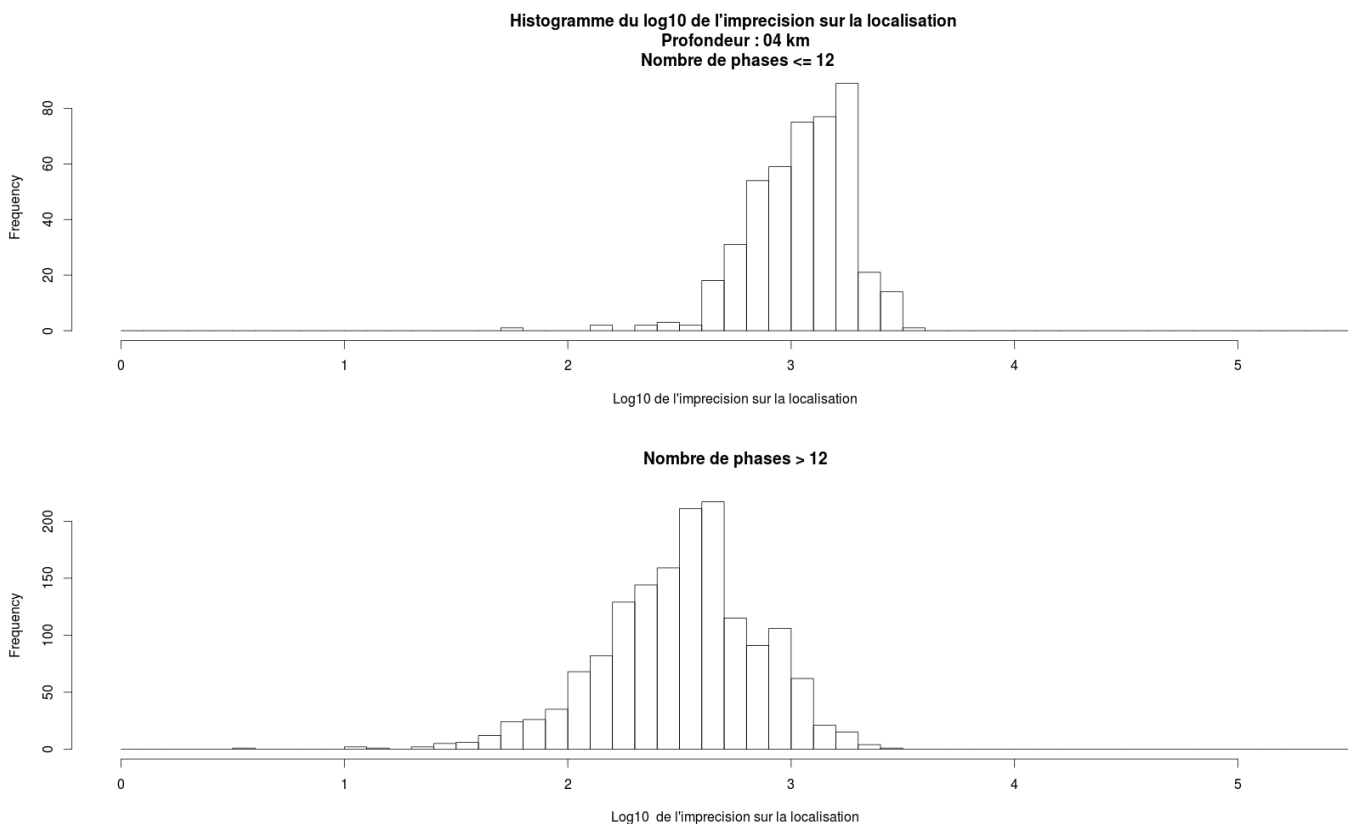 Histogramme du log10 de l'imprecision sur la localisation
Profondeur : 04 km
Nombre de phases <= 12
Frequency
80
60
40
20
0
0 1 2 3 4 5
Log10 de l'imprecision sur la localisation
Nombre de phases > 12
Frequency
200
150
100
50
0
0 1 2 3 4 5
Log10  de l'imprecision sur la localisation